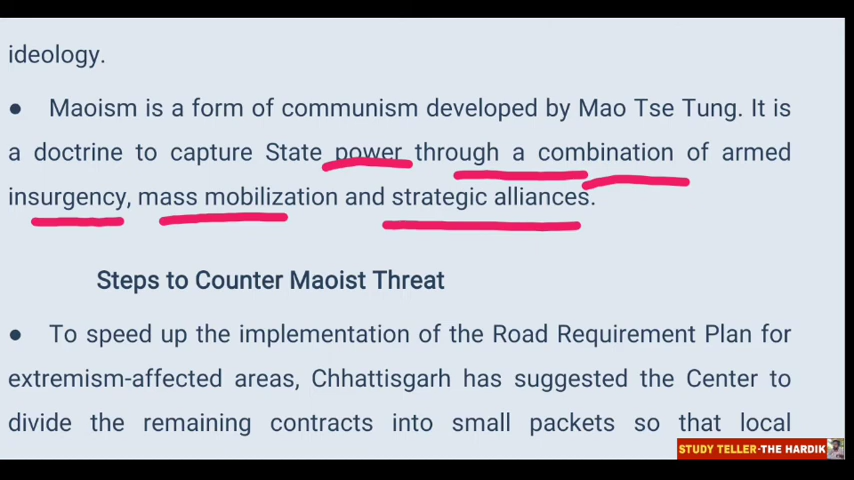 ideology.
● Maoism is a form of communism developed by Mao Tse Tung. It is
a doctrine to capture State power through a combination of armed
insurgency, mass mobilization and strategic alliances.
Steps to Counter Maoist Threat
● To speed up the implementation of the Road Requirement Plan for
extremism-affected areas, Chhattisgarh has suggested the Center to
divide the remaining contracts into small packets so that local
STUDY TELLER-THE HARDIK